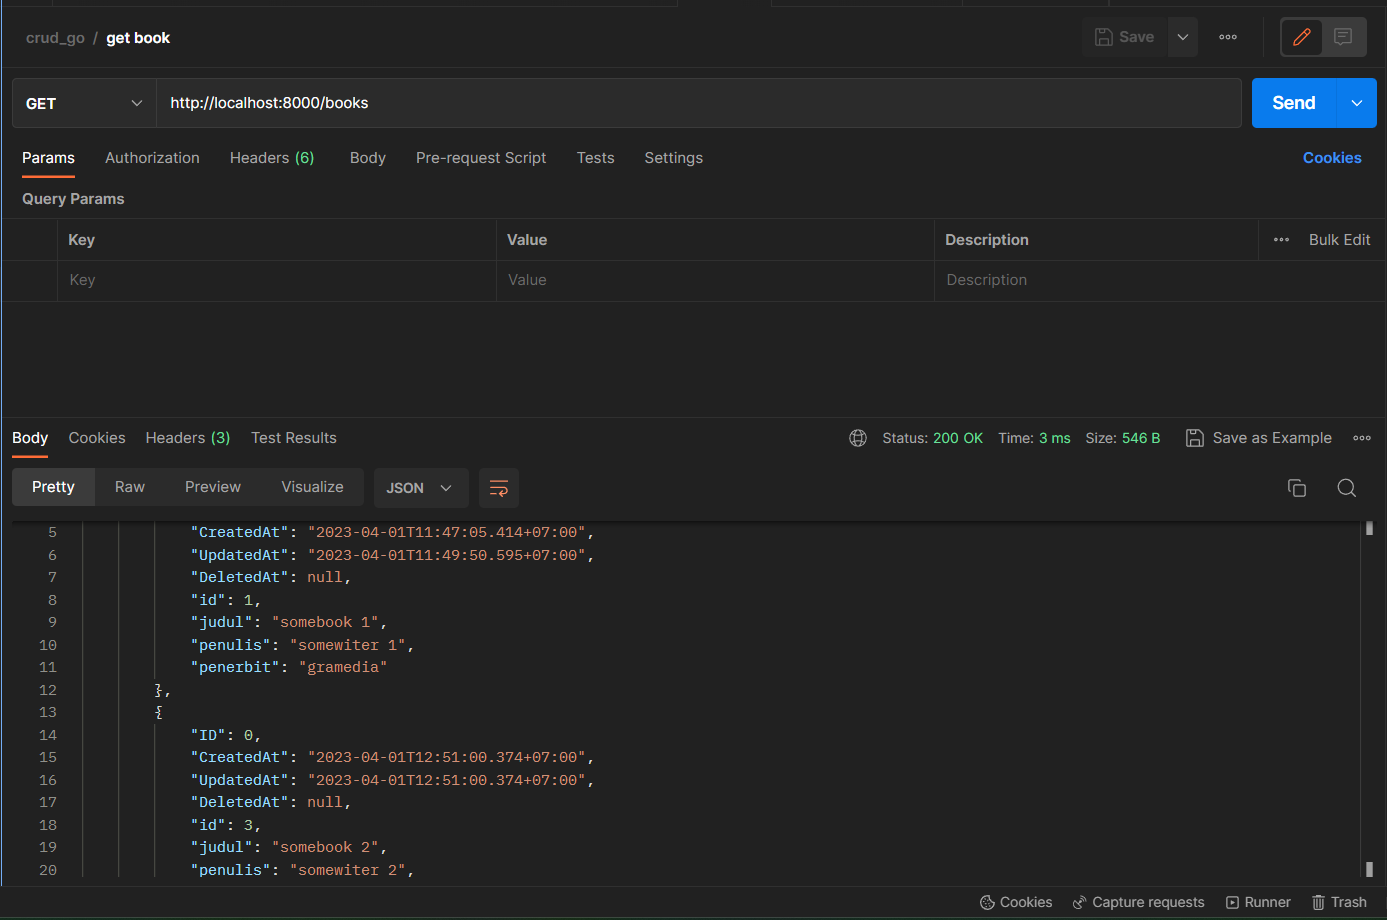 crud_go / get book
Save
GET
http://localhost:8000/books
Send
Params Authorization Headers (6) Body Pre-request Script Tests Settings Cookies
Query Params
Key Value Description Bulk Edit
Key Value Description
Body Cookies Headers (3) Test Results Status: 200 OK Time: 3 ms Size: 546 B Save as Example
Pretty Raw Preview Visualize JSON
5 "CreatedAt": "2023-04-01T11:47:05.414+07:00",
6 "UpdatedAt": "2023-04-01T11:49:50.595+07:00",
7 "DeletedAt": null,
8 "id": 1,
9 "judul": "somebook 1",
10 "penulis": "somewiter 1",
11 "penerbit": "gramedia"
12 },
13 {
14 "ID": 0,
15 "CreatedAt": "2023-04-01T12:51:00.374+07:00",
16 "UpdatedAt": "2023-04-01T12:51:00.374+07:00",
17 "DeletedAt": null,
18 "id": 3,
19 "judul": "somebook 2",
20 "penulis": "somewiter 2",
Cookies Capture requests Runner Trash